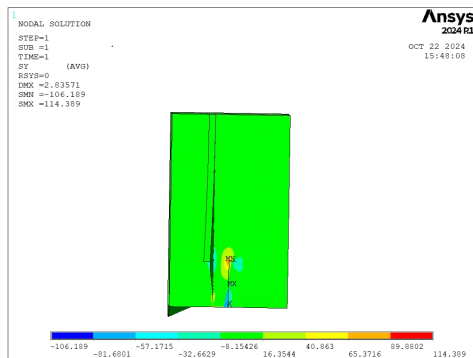 1
NODAL SOLUTION
STEP=1
SUB =1
TIME=1
SY (AVG)
RSYS=0
DMX =2.83571
SMN =-106.189
SMX =114.389
Ansys
2024 R1
OCT 22 2024
15:48:08
MN
MX
-106.189 -57.1715 -8.15426 40.863 89.8802
-81.6801 -32.6629 16.3544 65.3716 114.389